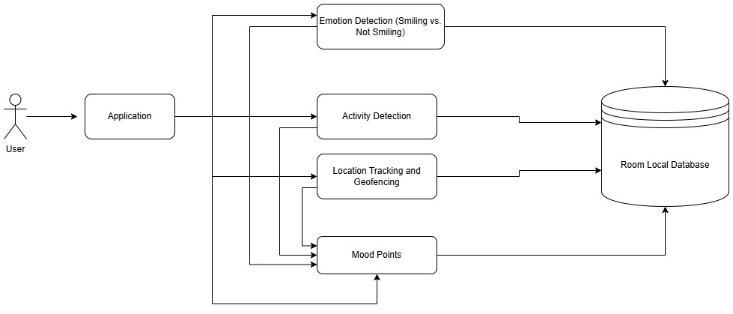 Emotion Detection (Smiling vs.
Not Smiling)
User
Application
Activity Detection
Location Tracking and
Geofencing
Mood Points
Room Local Database